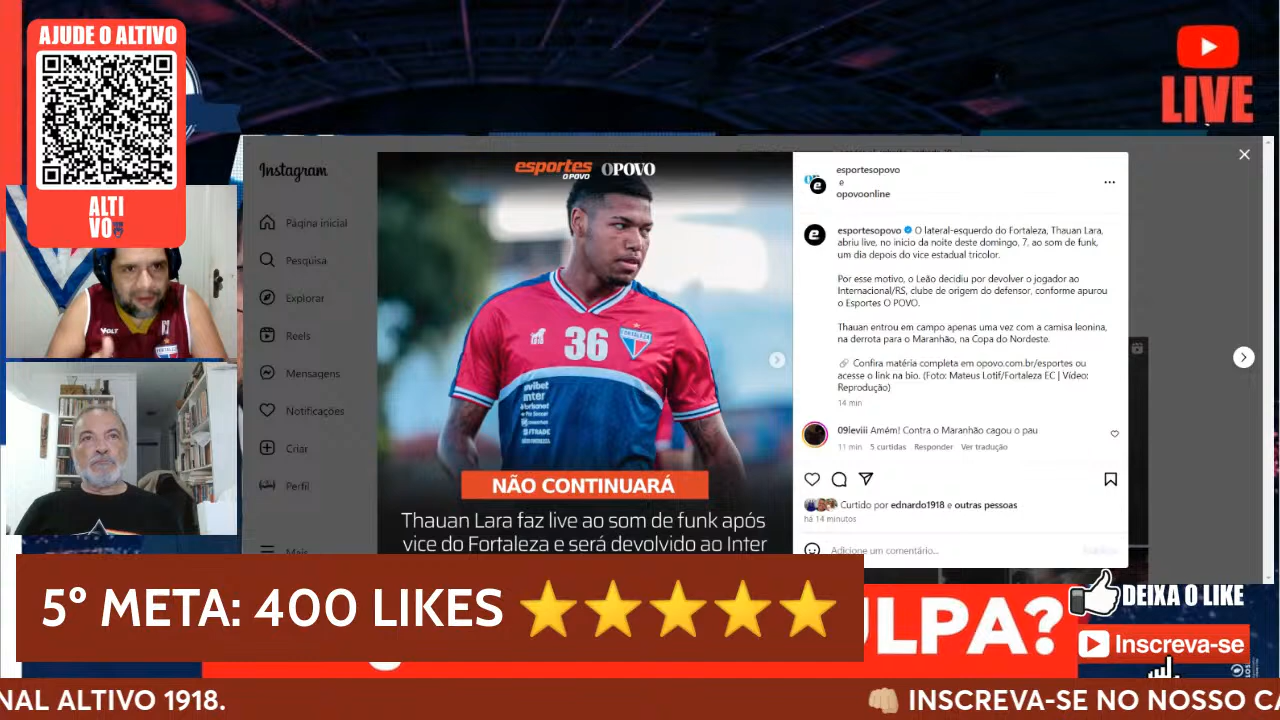 AJUDE O ALTIVO
ALTI
VO
LIVE
Instagram
Página inicial
Pesquisa
Explorar
Reels
Mensagens
Notificações
Criar
Perfil
Mais
esportes O POVO
O POVO
36
1918
FORTALEZA
NÃO CONTINUARÁ
Thauan Lara faz live ao som de funk após
vice do Fortaleza e será devolvido ao Inter
esportesopovo
e
opovoonline
esportesopovo O lateral-esquerdo do Fortaleza, Thauan Lara,
abriu live, no início da noite deste domingo, 7, ao som de funk,
um dia depois do vice estadual tricolor.
Por esse motivo, o Leão decidiu por devolver o jogador ao
Internacional/RS, clube de origem do defensor, conforme apurou
o Esportes O POVO.
Thauan entrou em campo apenas uma vez com a camisa leonina,
na derrota para o Maranhão, na Copa do Nordeste.
🔗 Confira matéria completa em opovo.com.br/esportes ou
acesse o link na bio. (Foto: Mateus Lotif/Fortaleza EC | Vídeo:
Reprodução)
14 min
09leviii Amém! Contra o Maranhão cagou o pau
11 min 5 curtidas Responder Ver tradução
Curtido por ednardo1918 e outras pessoas
há 14 minutos
Adicione um comentário...
VOLT
5º META: 400 LIKES ⭐⭐⭐⭐⭐
ULPA?
DEIXA O LIKE
Inscreva-se
NAL ALTIVO 1918.
👊🏼 INSCREVA-SE NO NOSSO CA